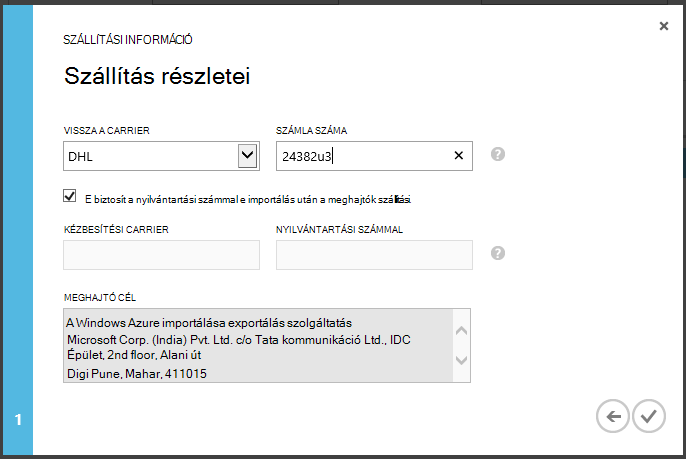 SZÁLLÍTÁSI INFORMÁCIÓ
Szállítás részletei
VISSZA A CARRIER
SZÁMLA SZÁMA
DHL
24382u3
E biztosít a nyilvántartási számmal e importálás után a meghajtók szállítási.
KÉZBESÍTÉSI CARRIER
NYILVÁNTARTÁSI SZÁMMAL
MEGHAJTÓ CÉL
A Windows Azure importálása exportálás szolgáltatás
Microsoft Corp. (India) Pvt. Ltd. c/o Tata kommunikáció Ltd., IDC
Épület, 2nd floor, Alani út
Digi Pune, Mahar, 411015
1